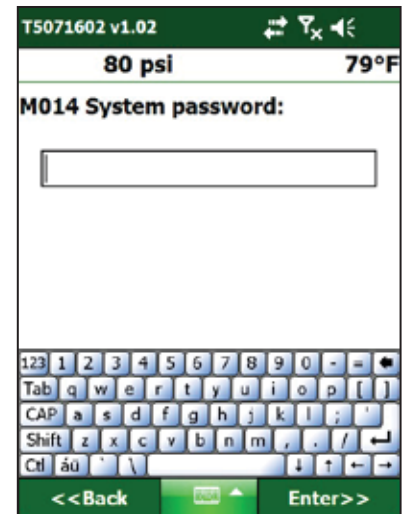 T5071602 v1.02
80 psi 79°F
M014 System password:
123 1 2 3 4 5 6 7 8 9 0 - =
Tab q w e r t y u i o p [ ]
CAP a s d f g h j k l ; '
Shift z x c v b n m , . /
Ctl áü ` \
<<Back Enter>>